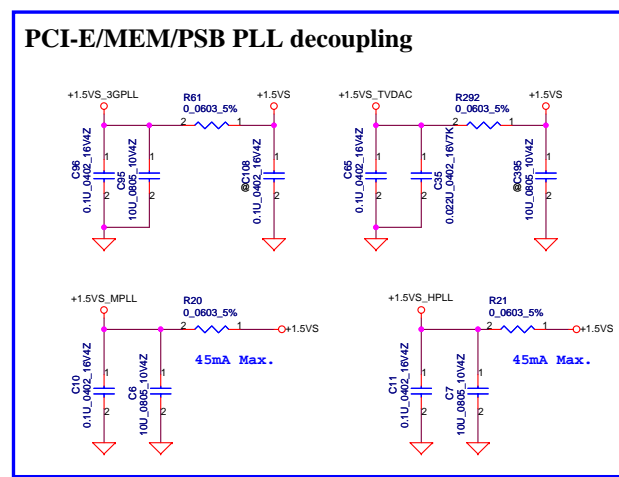 PCI-E/MEM/PSB PLL decoupling
+1.5VS_3GPLL
R61
0_0603_5%
+1.5VS
2
1
C96
0.1U_0402_16V4Z
1
2
C95
10U_0805_10V4Z
1
2
@C108
0.1U_0402_16V4Z
1
2
+1.5VS_TVDAC
R292
0_0603_5%
+1.5VS
2
1
C65
0.1U_0402_16V4Z
1
2
C35
0.022U_0402_16V7K
1
2
@C395
10U_0805_10V4Z
1
2
+1.5VS_MPLL
R20
0_0603_5%
2
1
+1.5VS
45mA Max.
C10
0.1U_0402_16V4Z
1
2
C6
10U_0805_10V4Z
1
2
+1.5VS_HPLL
R21
0_0603_5%
2
1
+1.5VS
45mA Max.
C11
0.1U_0402_16V4Z
1
2
C7
10U_0805_10V4Z
1
2